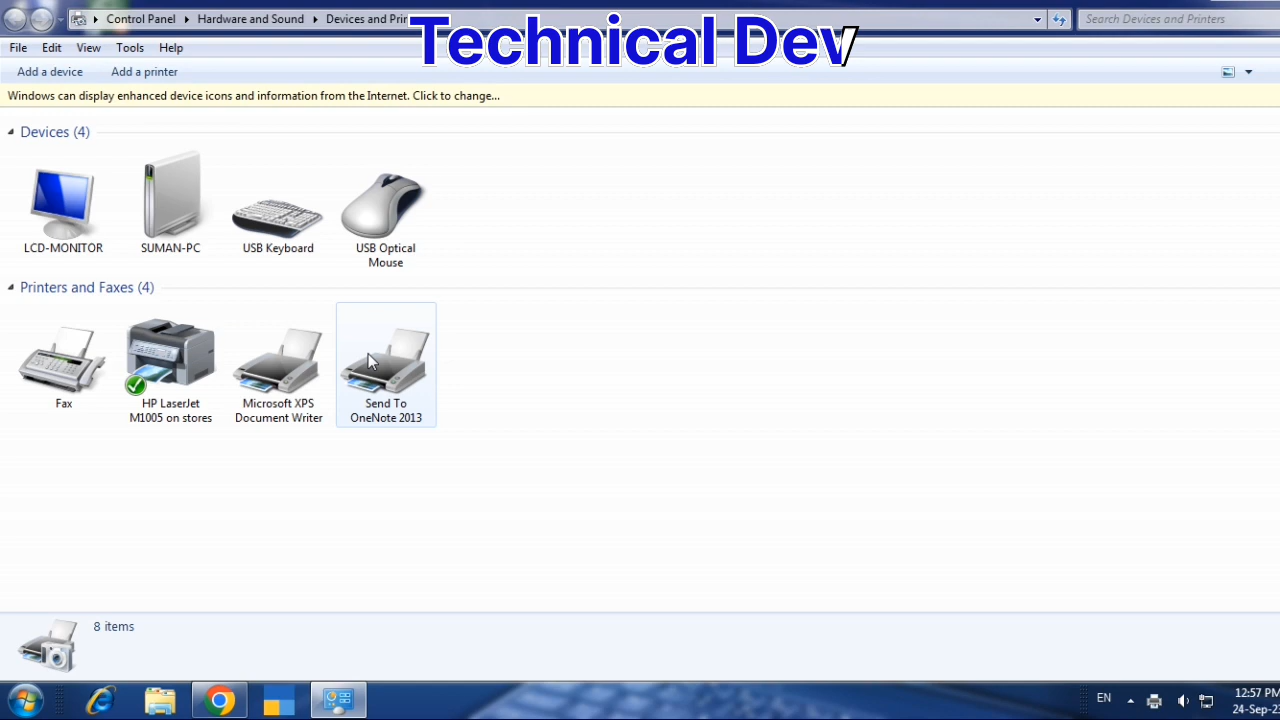 Control Panel Hardware and Sound Devices and Prin
Search Devices and Printers
Technical Dev
File Edit View Tools Help
Add a device Add a printer
Windows can display enhanced device icons and information from the Internet. Click to change...
Devices (4)
LCD-MONITOR SUMAN-PC USB Keyboard USB Optical
Mouse
Printers and Faxes (4)
Fax HP LaserJet Microsoft XPS Send To
M1005 on stores Document Writer OneNote 2013
8 items
EN
12:57 PM
24-Sep-23